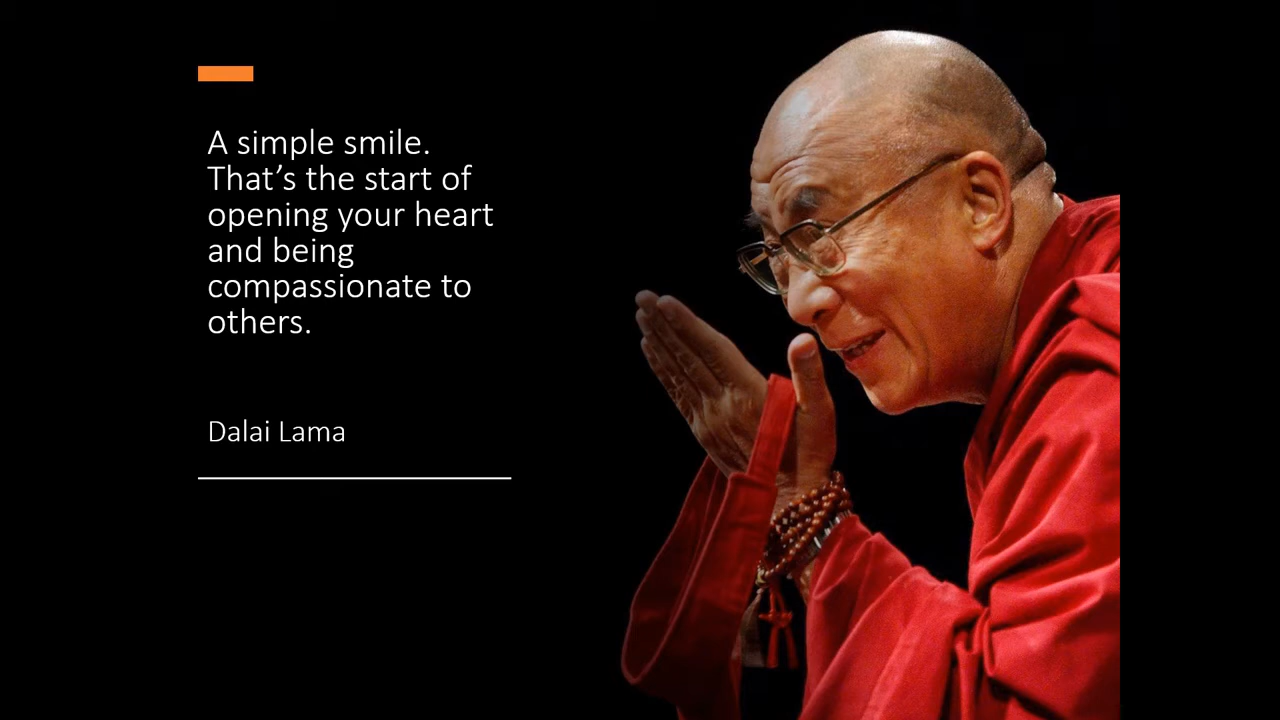 A simple smile.
That’s the start of
opening your heart
and being
compassionate to
others.
Dalai Lama